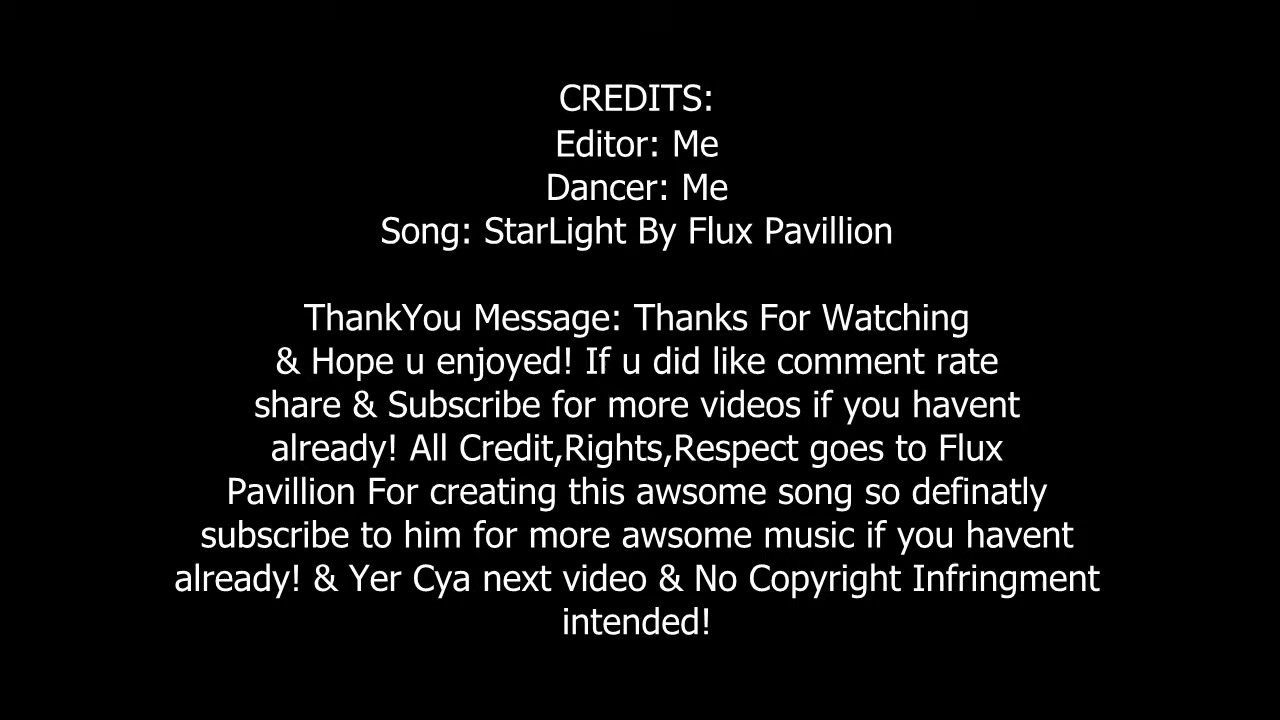 CREDITS:
Editor: Me
Dancer: Me
Song: StarLight By Flux Pavillion
ThankYou Message: Thanks For Watching
& Hope u enjoyed! If u did like comment rate
share & Subscribe for more videos if you havent
already! All Credit,Rights,Respect goes to Flux
Pavillion For creating this awsome song so definatly
subscribe to him for more awsome music if you havent
already! & Yer Cya next video & No Copyright Infringment
intended!